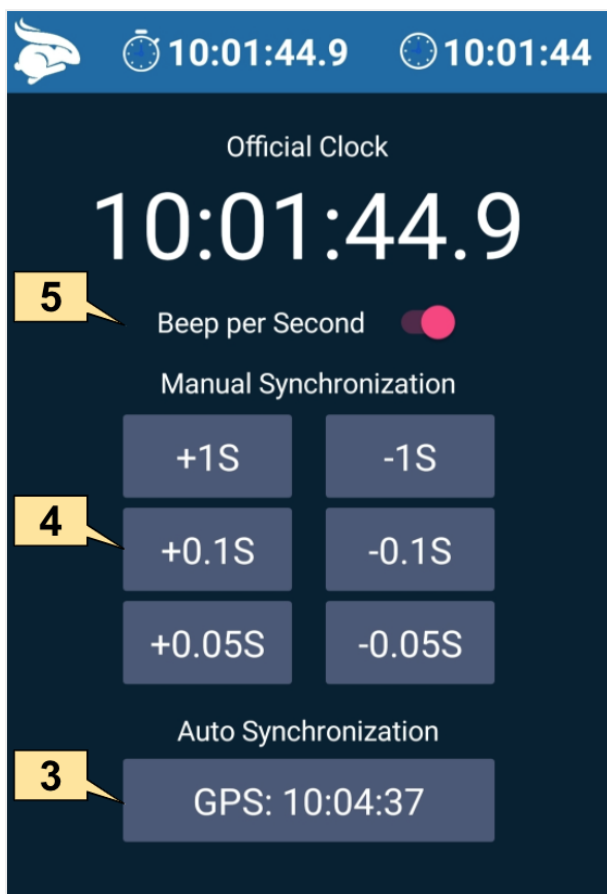 10:01:44.9 10:01:44
Official Clock
10:01:44.9
5
Beep per Second
Manual Synchronization
+1S -1S
4
+0.1S -0.1S
+0.05S -0.05S
Auto Synchronization
3
GPS: 10:04:37